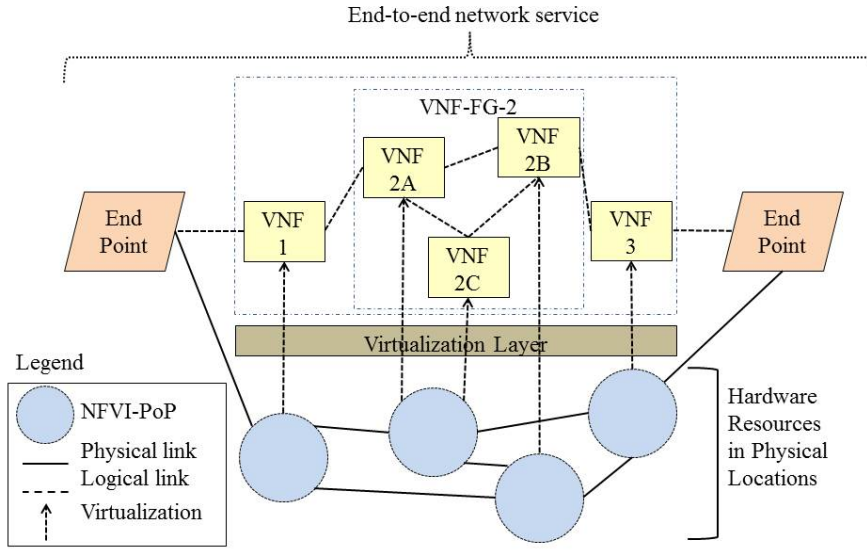 End-to-end network service
VNF-FG-2
VNF
2A
VNF
2B
End
Point
VNF
1
VNF
2C
VNF
3
End
Point
Virtualization Layer
Legend
NFVI-PoP
Physical link
Logical link
Virtualization
Hardware
Resources
in Physical
Locations